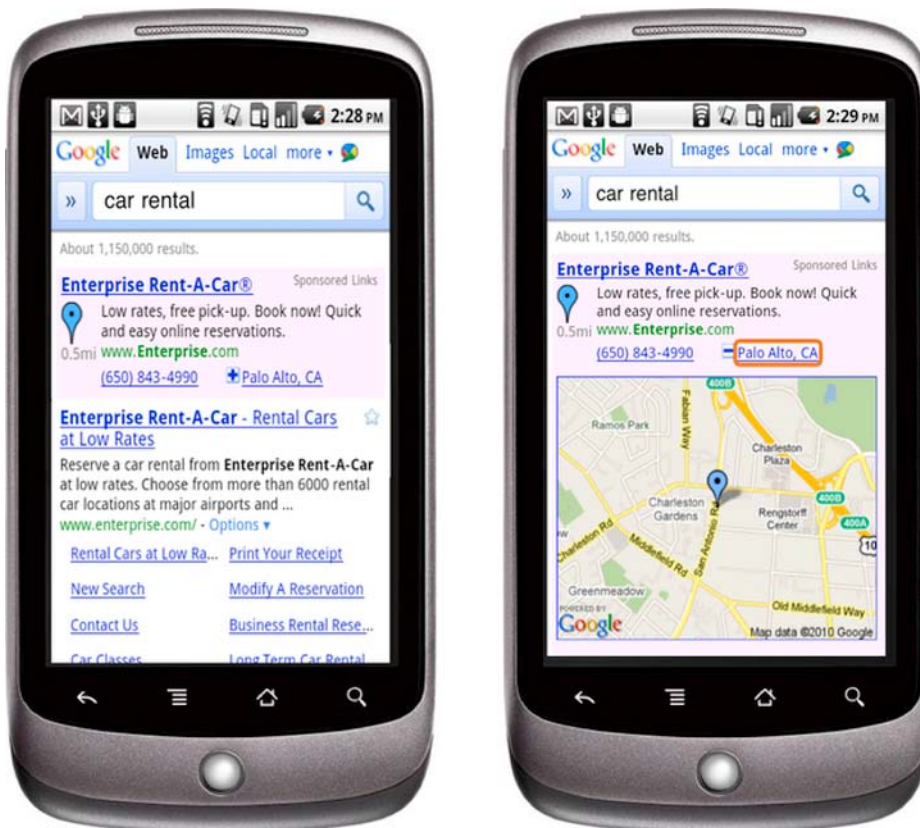 2:28 PM
Google Web Images Local more ▾
» car rental
About 1,150,000 results.
Enterprise Rent-A-Car® Sponsored Links
Low rates, free pick-up. Book now! Quick
and easy online reservations.
0.5mi www.Enterprise.com
(650) 843-4990 Palo Alto, CA
Enterprise Rent-A-Car - Rental Cars
at Low Rates
Reserve a car rental from Enterprise Rent-A-Car
at low rates. Choose from more than 6000 rental
car locations at major airports and ...
www.enterprise.com/ - Options ▾
Rental Cars at Low Ra... Print Your Receipt
New Search Modify A Reservation
Contact Us Business Rental Rese...
Car Classes Long Term Car Rental
2:29 PM
Google Web Images Local more ▾
» car rental
About 1,150,000 results.
Enterprise Rent-A-Car® Sponsored Links
Low rates, free pick-up. Book now! Quick
and easy online reservations.
0.5mi www.Enterprise.com
(650) 843-4990 Palo Alto, CA
400B
Fabian Way
Ramos Park
Charleston
Plaza
400B
Charleston
Gardens
Rengstorff
Center
400A
San Antonio Rd
Charleston Rd
Middlefield Rd
10
Greenmeadow
Old Middlefield Way
POWERED BY
Google
Map data ©2010 Google